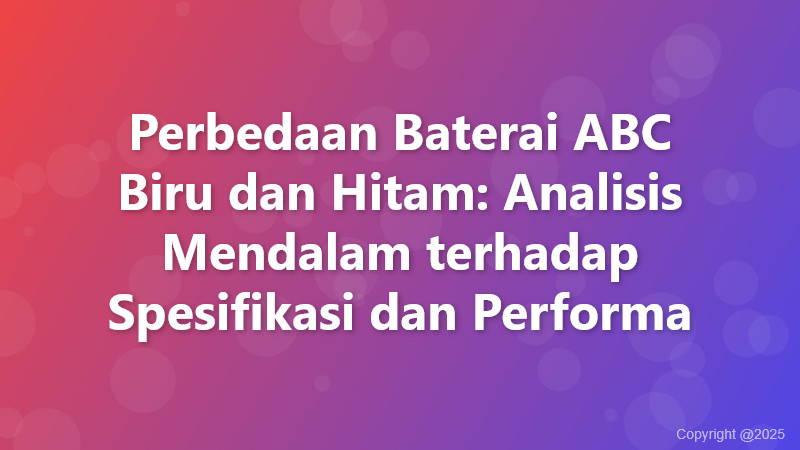 Perbedaan Baterai ABC
Biru dan Hitam: Analisis
Mendalam terhadap
Spesifikasi dan Performa
Copyright @2025